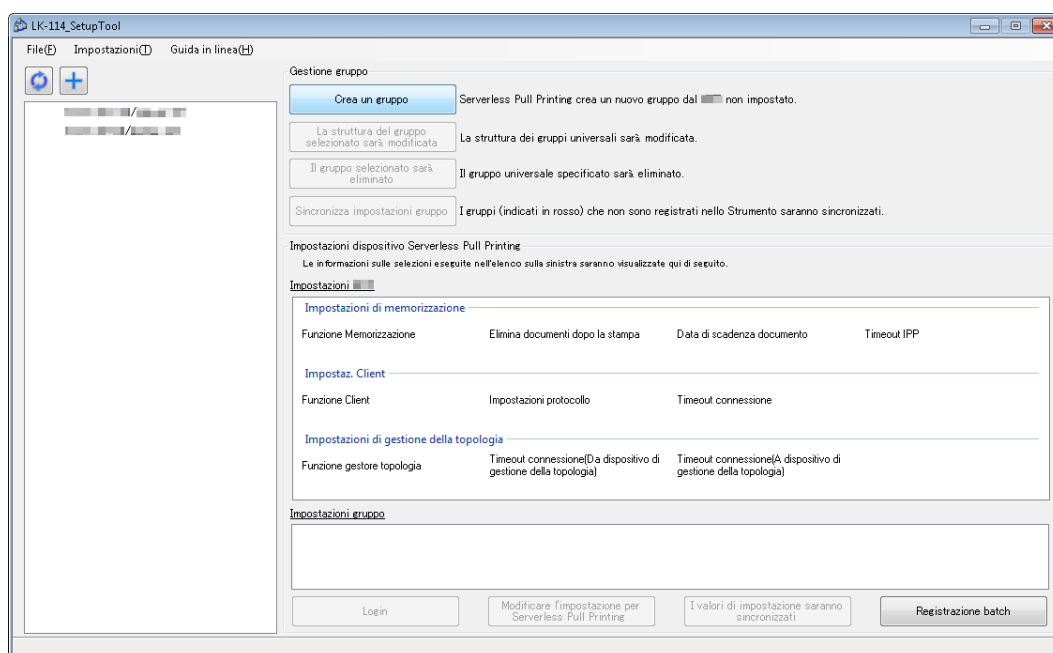 LK-114_SetupTool
File(F) Impostazioni(T) Guida in linea(H)
/
/
Gestione gruppo
Crea un gruppo
Serverless Pull Printing crea un nuovo gruppo dal non impostato.
La struttura del gruppo
selezionato sarà modificata
La struttura dei gruppi universali sarà modificata.
Il gruppo selezionato sarà
eliminato
Il gruppo universale specificato sarà eliminato.
Sincronizza impostazioni gruppo
I gruppi (indicati in rosso) che non sono registrati nello Strumento saranno sincronizzati.
Impostazioni dispositivo Serverless Pull Printing
Le informazioni sulle selezioni eseguite nell'elenco sulla sinistra saranno visualizzate qui di seguito.
Impostazioni
Impostazioni di memorizzazione
Funzione Memorizzazione Elimina documenti dopo la stampa Data di scadenza documento Timeout IPP
Impostaz. Client
Funzione Client Impostazioni protocollo Timeout connessione
Impostazioni di gestione della topologia
Funzione gestore topologia
Timeout connessione(Da dispositivo di
gestione della topologia)
Timeout connessione(A dispositivo di
gestione della topologia)
Impostazioni gruppo
Login
Modificare l'impostazione per
Serverless Pull Printing
I valori di impostazione saranno
sincronizzati
Registrazione batch